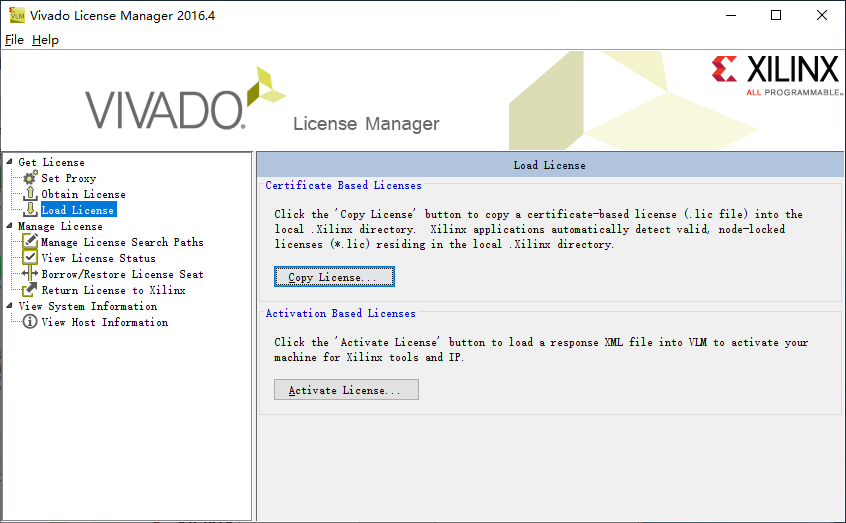 Vivado License Manager 2016.4
File Help
VIVADO.
License Manager
XILINX
ALL PROGRAMMABLE™
Get License
Set Proxy
Obtain License
Load License
Manage License
Manage License Search Paths
View License Status
Borrow/Restore License Seat
Return License to Xilinx
View System Information
View Host Information
Load License
Certificate Based Licenses
Click the 'Copy License' button to copy a certificate-based license (.lic file) into the
local .Xilinx directory.  Xilinx applications automatically detect valid, node-locked
licenses (*.lic) residing in the local .Xilinx directory.
Copy License...
Activation Based Licenses
Click the 'Activate License' button to load a response XML file into VLM to activate your
machine for Xilinx tools and IP.
Activate License...